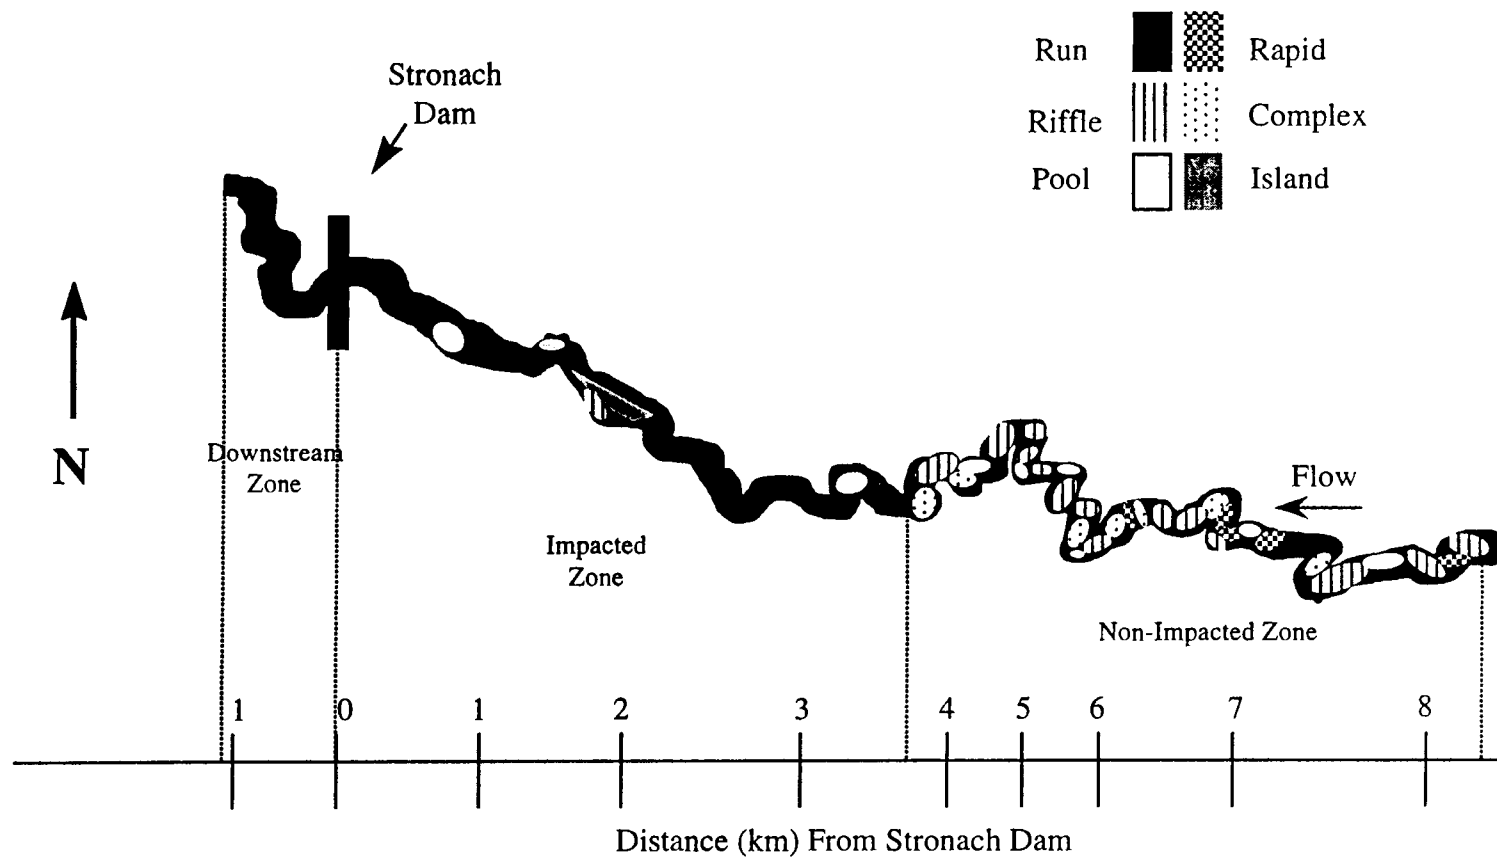 Run
Rapid
Riffle
Complex
Pool
Island
Stronach
Dam
N
Downstream
Zone
Impacted
Zone
Flow
Non-Impacted Zone
1 0 1 2 3 4 5 6 7 8
Distance (km) From Stronach Dam